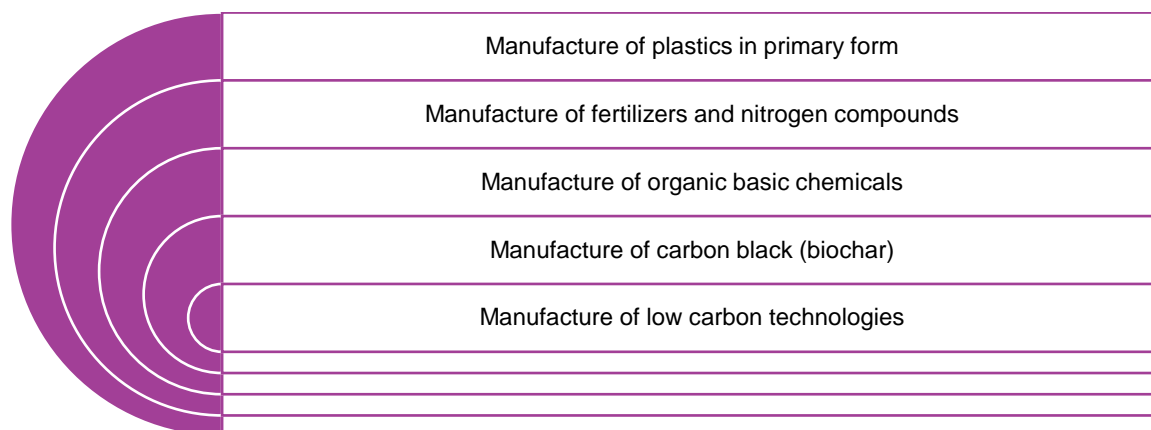 Manufacture of plastics in primary form
Manufacture of fertilizers and nitrogen compounds
Manufacture of organic basic chemicals
Manufacture of carbon black (biochar)
Manufacture of low carbon technologies